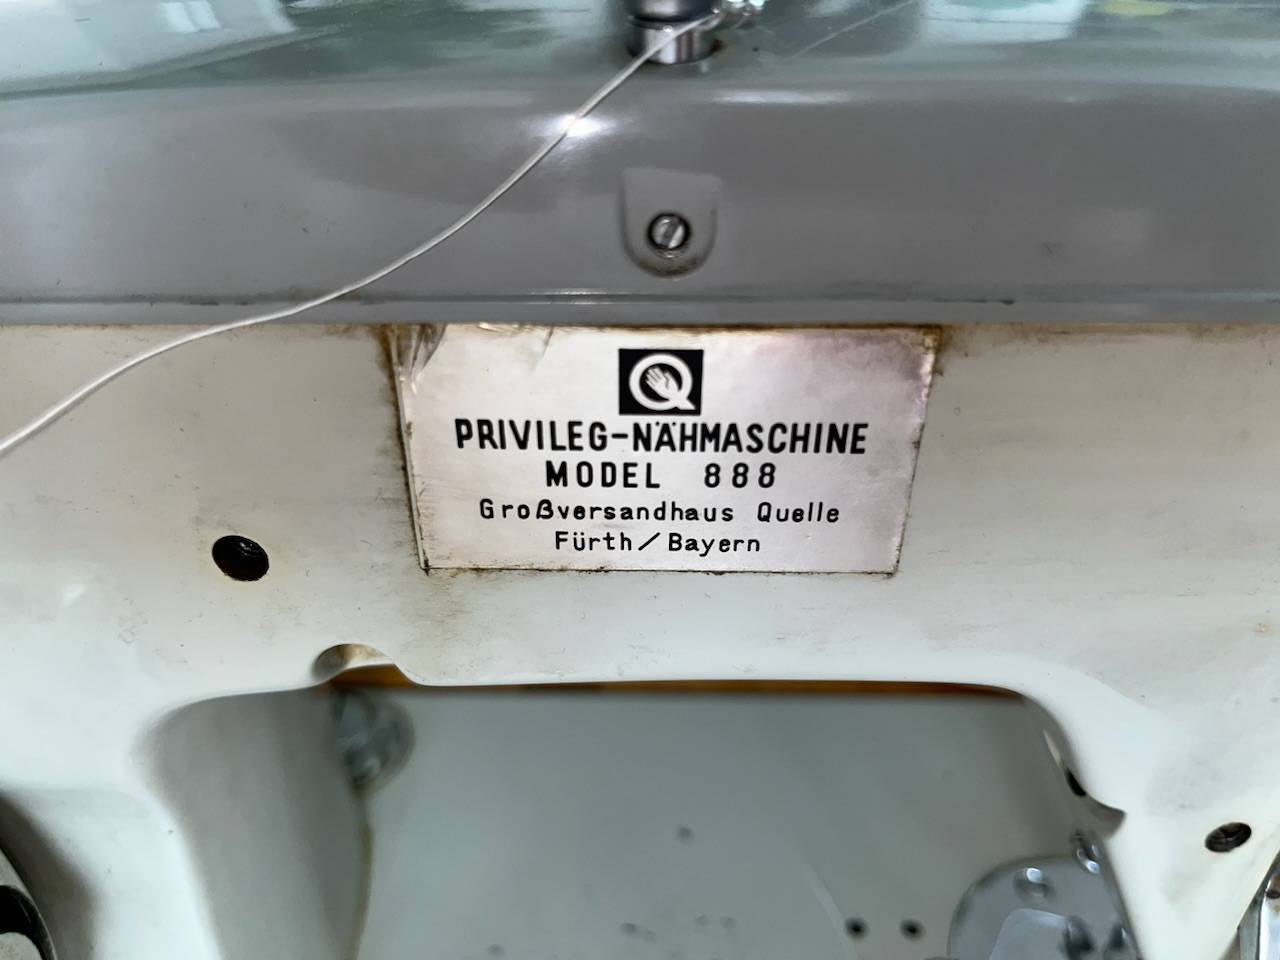 Q
PRIVILEG-NÄHMASCHINE
MODEL 888
Großversandhaus Quelle
Fürth/Bayern